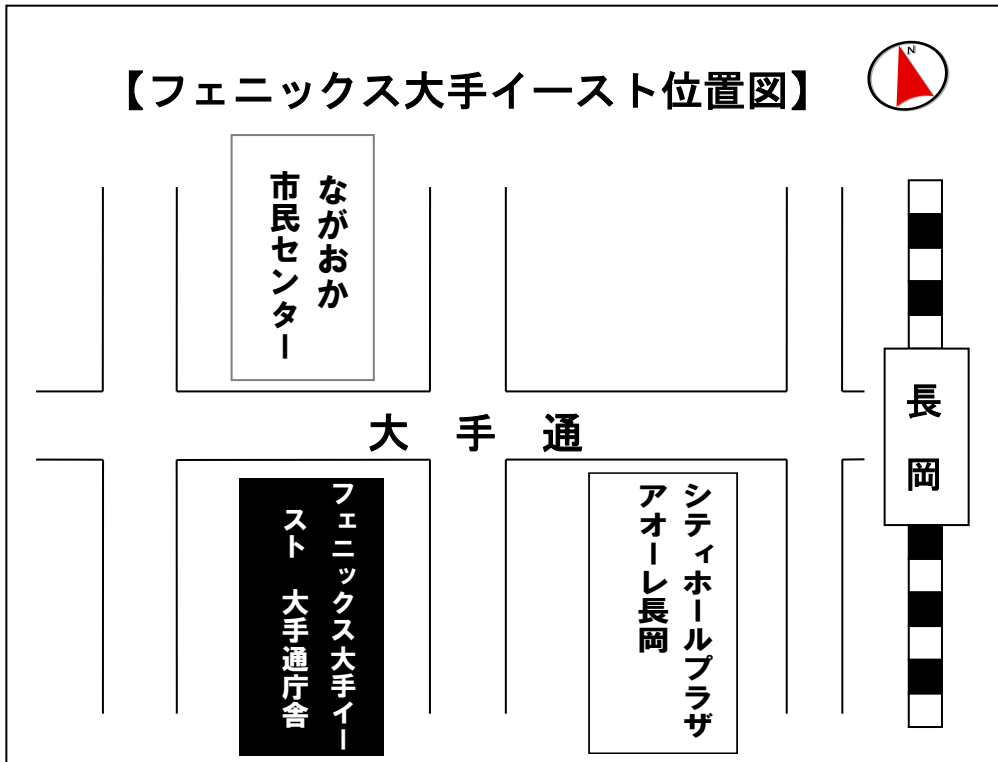 【フェニックス大手イースト位置図】
N
ながおか
市民センター
大手通
長岡
フェニックス大手イー
スト 大手通庁舎
シティホールプラザ
アオーレ長岡